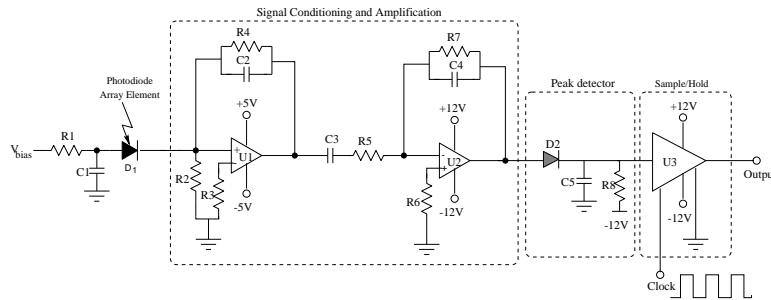 Signal Conditioning and Amplification
R4
R7
C2
C4
Photodiode
Array Element
Peak detector
Sample/Hold
+5V
+12V
+12V
V bias
R1
C3
R5
D2
+
-
U1
-
+
U2
U3
Output
C1
D1
R2
R3
R6
C5
R8
-5V
-12V
-12V
-12V
Clock